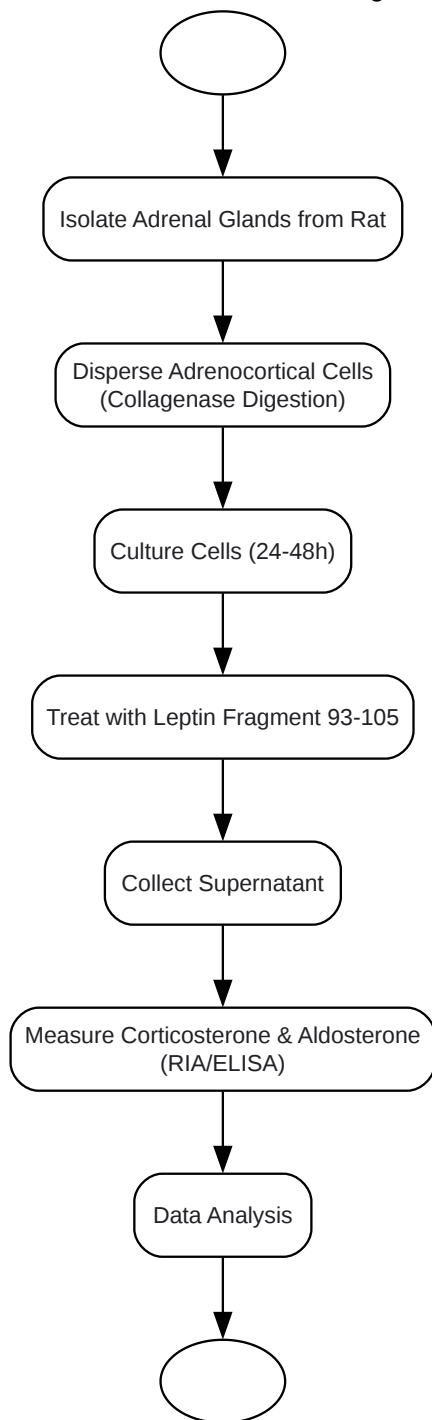 Isolate Adrenal Glands from Rat
Disperse Adrenocortical Cells
(Collagenase Digestion)
Culture Cells (24-48h)
Treat with Leptin Fragment 93-105
Collect Supernatant
Measure Corticosterone & Aldosterone
(RIA/ELISA)
Data Analysis